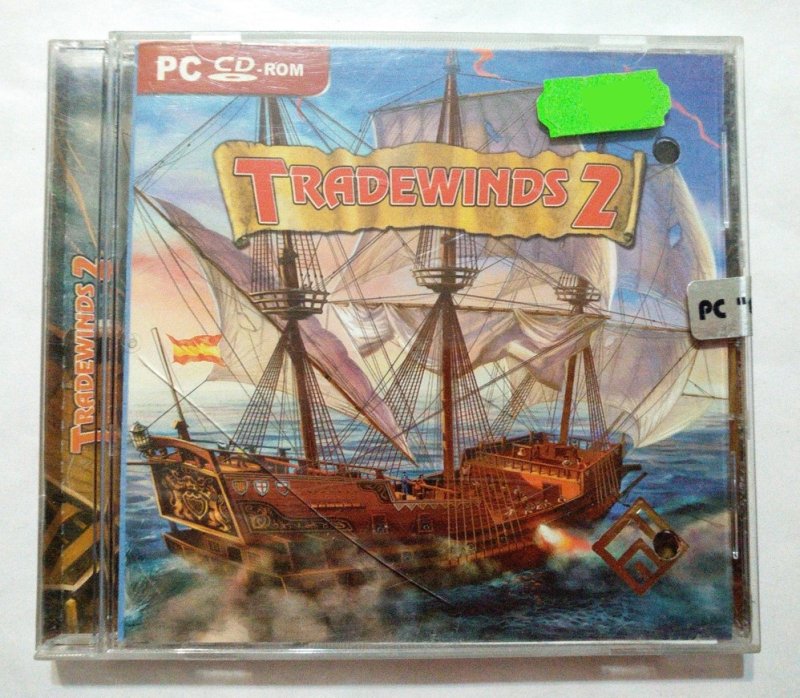 PC CD-ROM
TRADEWINDS 2
TRADEWINDS 2
PC "